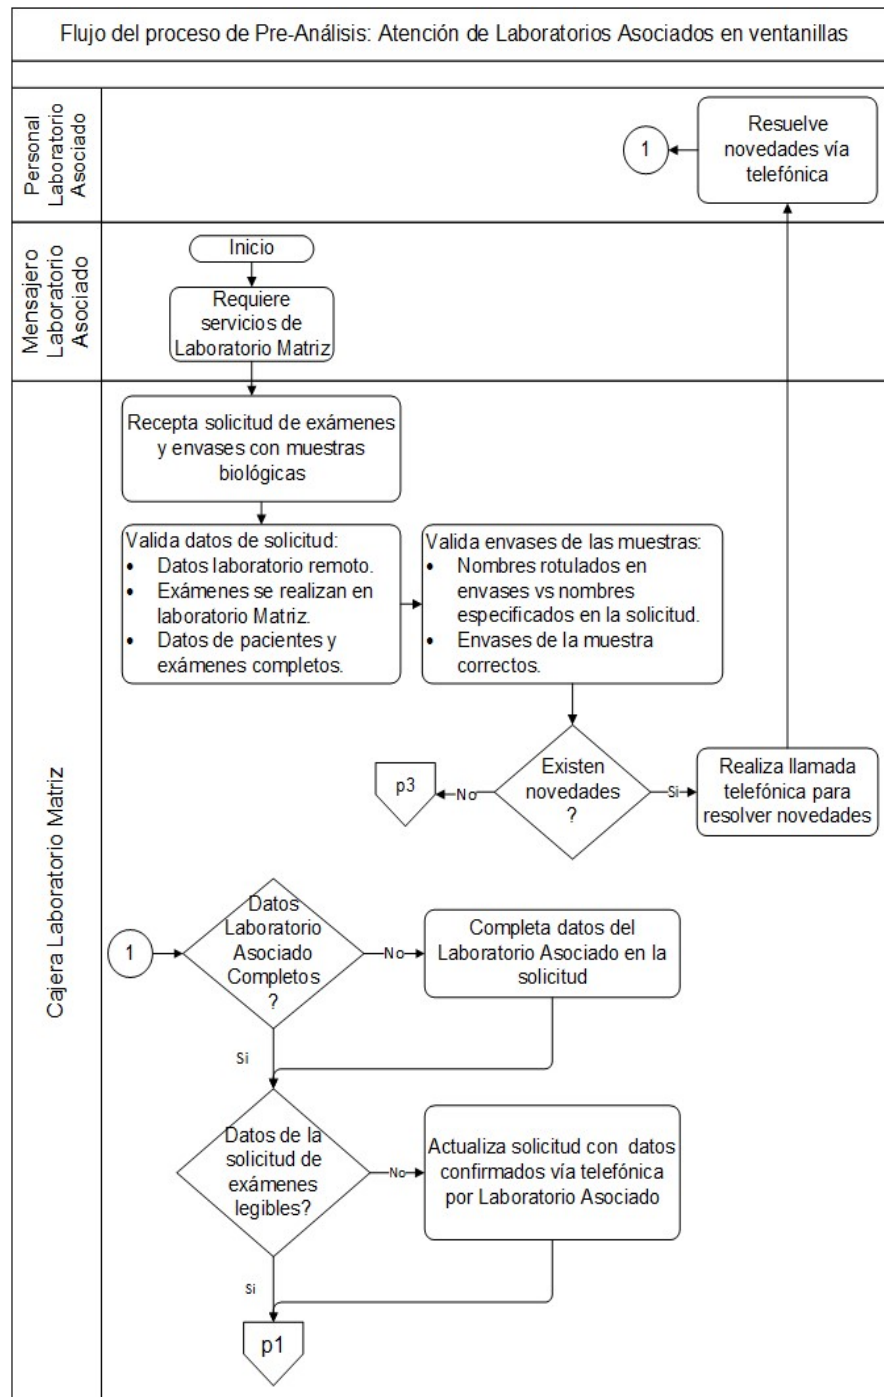 Flujo del proceso de Pre-Análisis: Atención de Laboratorios Asociados en ventanillas
Personal
Laboratorio
Asociado
1
Resuelve
novedades vía
telefónica
Mensajero
Laboratorio
Asociado
Inicio
Requiere
servicios de
Laboratorio Matriz
Cajera Laboratorio Matriz
Recepta solicitud de exámenes
y envases con muestras
biológicas
Valida datos de solicitud:
• Datos laboratorio remoto.
• Exámenes se realizan en
laboratorio Matriz.
• Datos de pacientes y
exámenes completos.
Valida envases de las muestras:
• Nombres rotulados en
envases vs nombres
especificados en la solicitud.
• Envases de la muestra
correctos.
Existen
novedades
?
No
p3
Si
Realiza llamada
telefónica para
resolver novedades
1
Datos
Laboratorio
Asociado
Completos
?
No
Completa datos del
Laboratorio Asociado en la
solicitud
Si
Datos de la
solicitud de
exámenes
legibles?
No
Actualiza solicitud con datos
confirmados vía telefónica
por Laboratorio Asociado
Si
p1